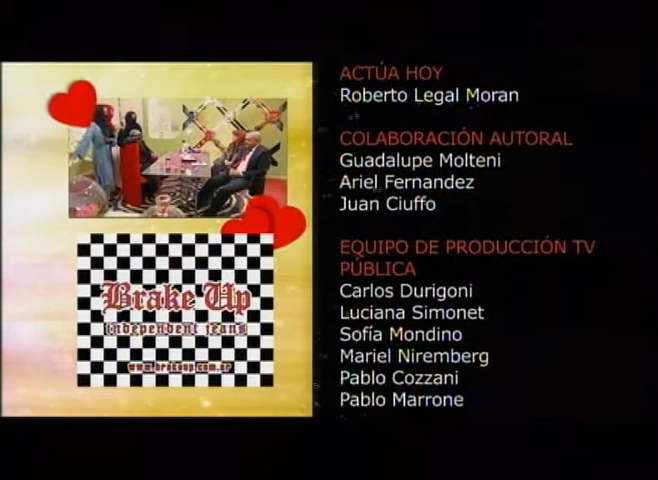 ACTÚA HOY
Roberto Legal Moran
COLABORACIÓN AUTORAL
Guadalupe Molteni
Ariel Fernandez
Juan Ciuffo
EQUIPO DE PRODUCCIÓN TV
PÚBLICA
Carlos Durigoni
Luciana Simonet
Sofía Mondino
Mariel Niremberg
Pablo Cozzani
Pablo Marrone
Brake Up
independent jeans
www.brakeup.com.ar